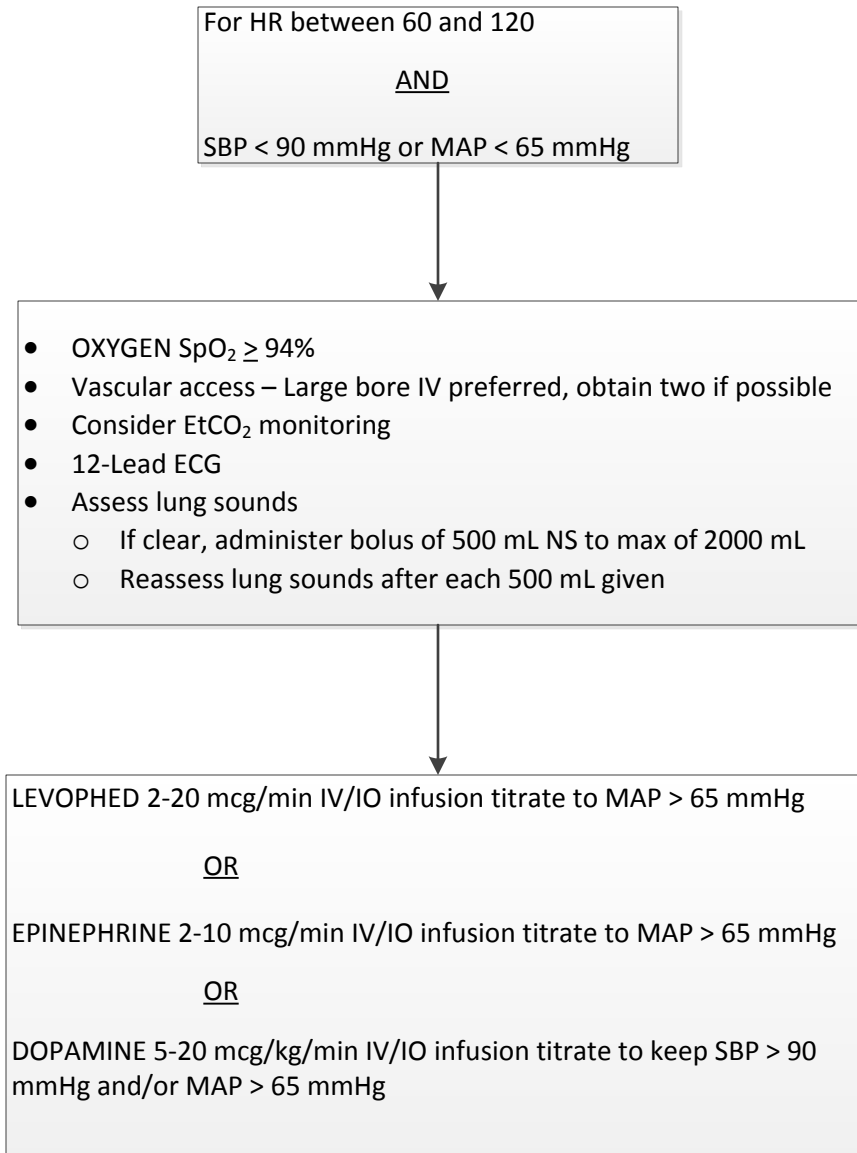 For HR between 60 and 120
AND
SBP < 90 mmHg or MAP < 65 mmHg
• OXYGEN SpO₂ ≥ 94%
• Vascular access – Large bore IV preferred, obtain two if possible
• Consider EtCO₂ monitoring
• 12-Lead ECG
• Assess lung sounds
o If clear, administer bolus of 500 mL NS to max of 2000 mL
o Reassess lung sounds after each 500 mL given
LEVOPHED 2-20 mcg/min IV/IO infusion titrate to MAP > 65 mmHg
OR
EPINEPHRINE 2-10 mcg/min IV/IO infusion titrate to MAP > 65 mmHg
OR
DOPAMINE 5-20 mcg/kg/min IV/IO infusion titrate to keep SBP > 90
mmHg and/or MAP > 65 mmHg